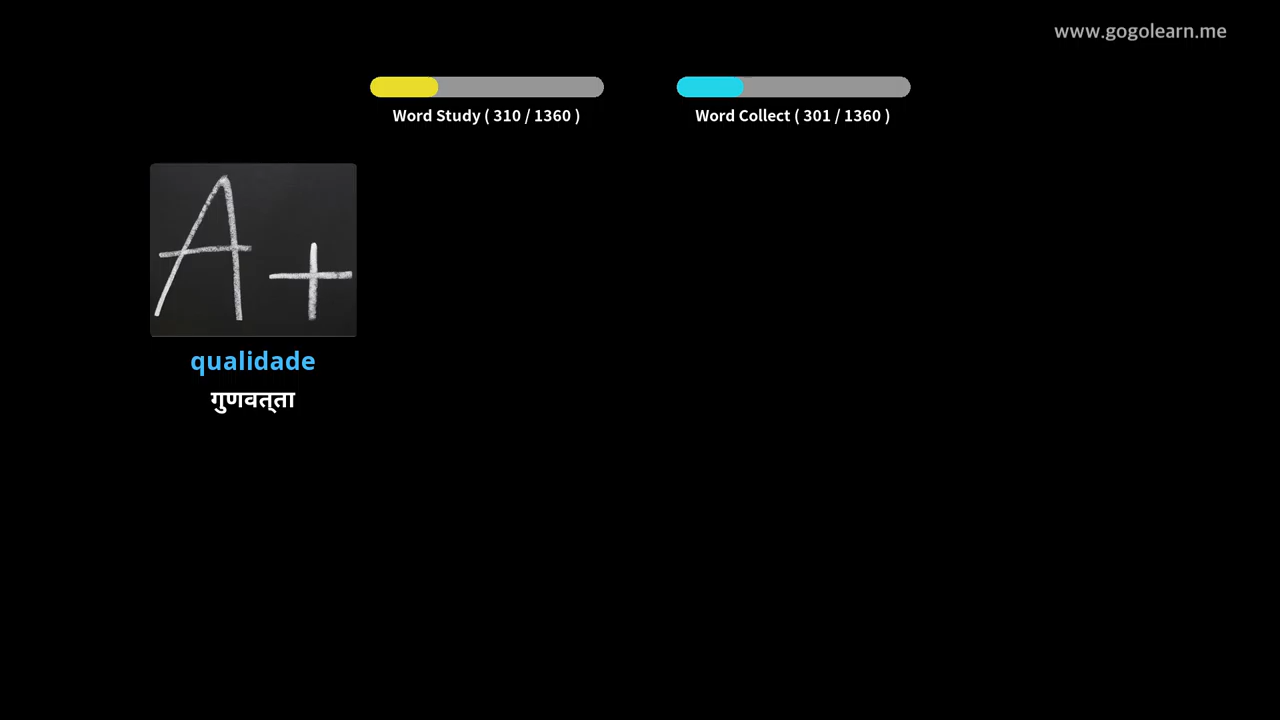 www.gogolearn.me
Word Study ( 310 / 1360 )
Word Collect ( 301 / 1360 )
A+
qualidade
गुणवत्ता